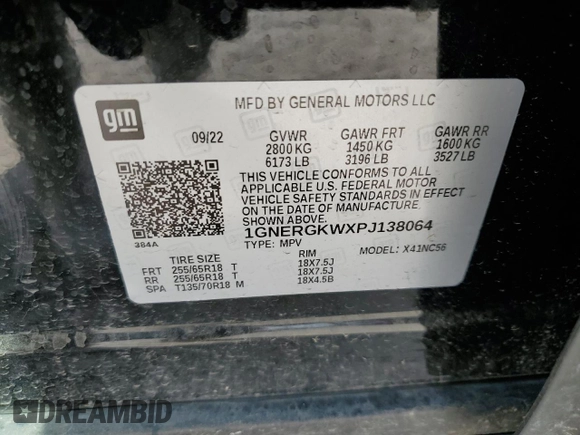 gm
MFD BY GENERAL MOTORS LLC
09/22 GVWR GAWR FRT GAWR RR
2800 KG 1450 KG 1600 KG
6173 LB 3196 LB 3527 LB
THIS VEHICLE CONFORMS TO ALL
APPLICABLE U.S. FEDERAL MOTOR
VEHICLE SAFETY STANDARDS IN EFFECT
ON THE DATE OF MANUFACTURE
SHOWN ABOVE.
384A
1GNERGKWXPJ138064
TYPE: MPV MODEL: X41NC56
TIRE SIZE RIM
FRT 255/65R18 T 18X7.5J
RR 255/65R18 T 18X7.5J
SPA T135/70R18 M 18X4.5B
DREAMBID